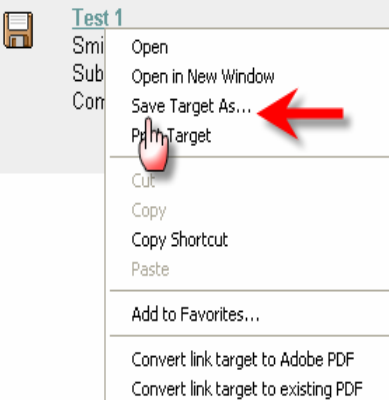 Test 1
Smi
Sub
Com
Open
Open in New Window
Save Target As...
Print Target
Cut
Copy
Copy Shortcut
Paste
Add to Favorites...
Convert link target to Adobe PDF
Convert link target to existing PDF